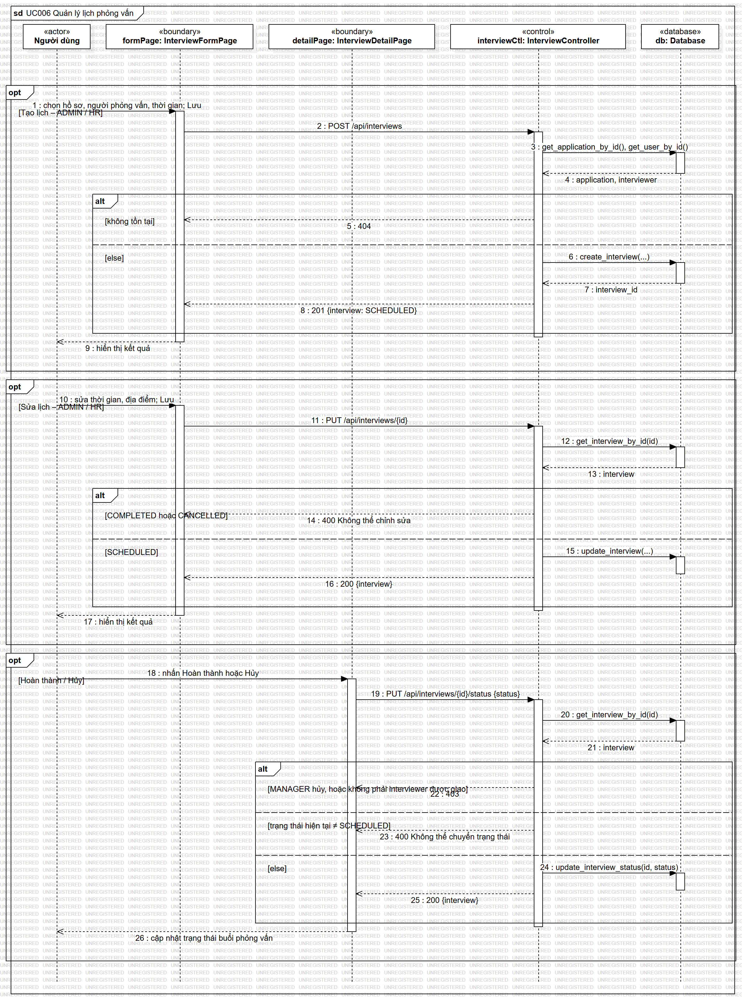 sd UC006 Quản lý lịch phỏng vấn
«actor»
Người dùng
«boundary»
formPage: InterviewFormPage
«boundary»
detailPage: InterviewDetailPage
«control»
interviewCtl: InterviewController
«database»
db: Database
opt
1 : chọn hồ sơ, người phỏng vấn, thời gian; Lưu
[Tạo lịch – ADMIN / HR]
2 : POST /api/interviews
3 : get_application_by_id(), get_user_by_id()
4 : application, interviewer
alt
[không tồn tại]
5 : 404
[else]
6 : create_interview(...)
7 : interview_id
8 : 201 {interview: SCHEDULED}
9 : hiển thị kết quả
opt
10 : sửa thời gian, địa điểm; Lưu
[Sửa lịch – ADMIN / HR]
11 : PUT /api/interviews/{id}
12 : get_interview_by_id(id)
13 : interview
alt
[COMPLETED hoặc CANCELLED]
14 : 400 Không thể chỉnh sửa
[SCHEDULED]
15 : update_interview(...)
16 : 200 {interview}
17 : hiển thị kết quả
opt
18 : nhấn Hoàn thành hoặc Hủy
[Hoàn thành / Hủy]
19 : PUT /api/interviews/{id}/status {status}
20 : get_interview_by_id(id)
21 : interview
alt
[MANAGER hủy, hoặc không phải interviewer được giao]
22 : 403
[trạng thái hiện tại ≠ SCHEDULED]
23 : 400 Không thể chuyển trạng thái
[else]
24 : update_interview_status(id, status)
25 : 200 {interview}
26 : cập nhật trạng thái buổi phỏng vấn
UNREGISTERED